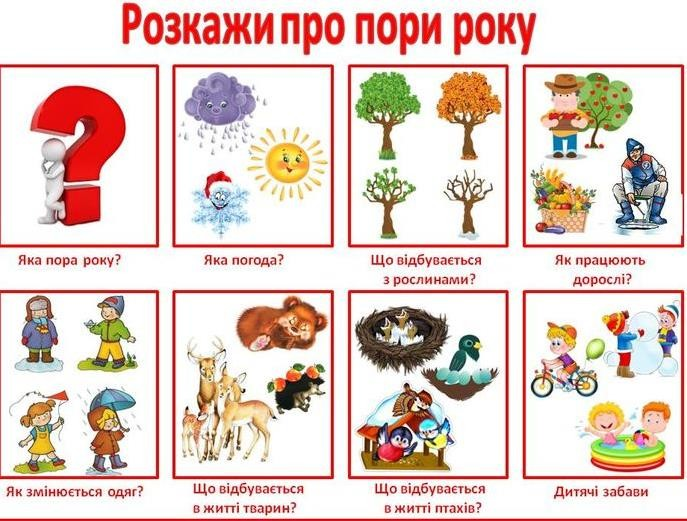 Розкажи про пори року
Яка пора року?
Яка погода?
Що відбувається
з рослинами?
Як працюють
дорослі?
Як змінюється одяг?
Що відбувається
в житті тварин?
Що відбувається
в житті птахів?
Дитячі забави